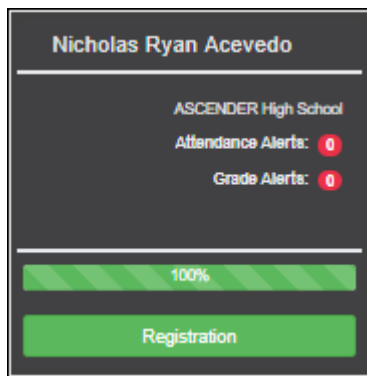 Nicholas Ryan Acevedo
ASCENDER High School
Attendance Alerts: 0
Grade Alerts: 0
100%
Registration